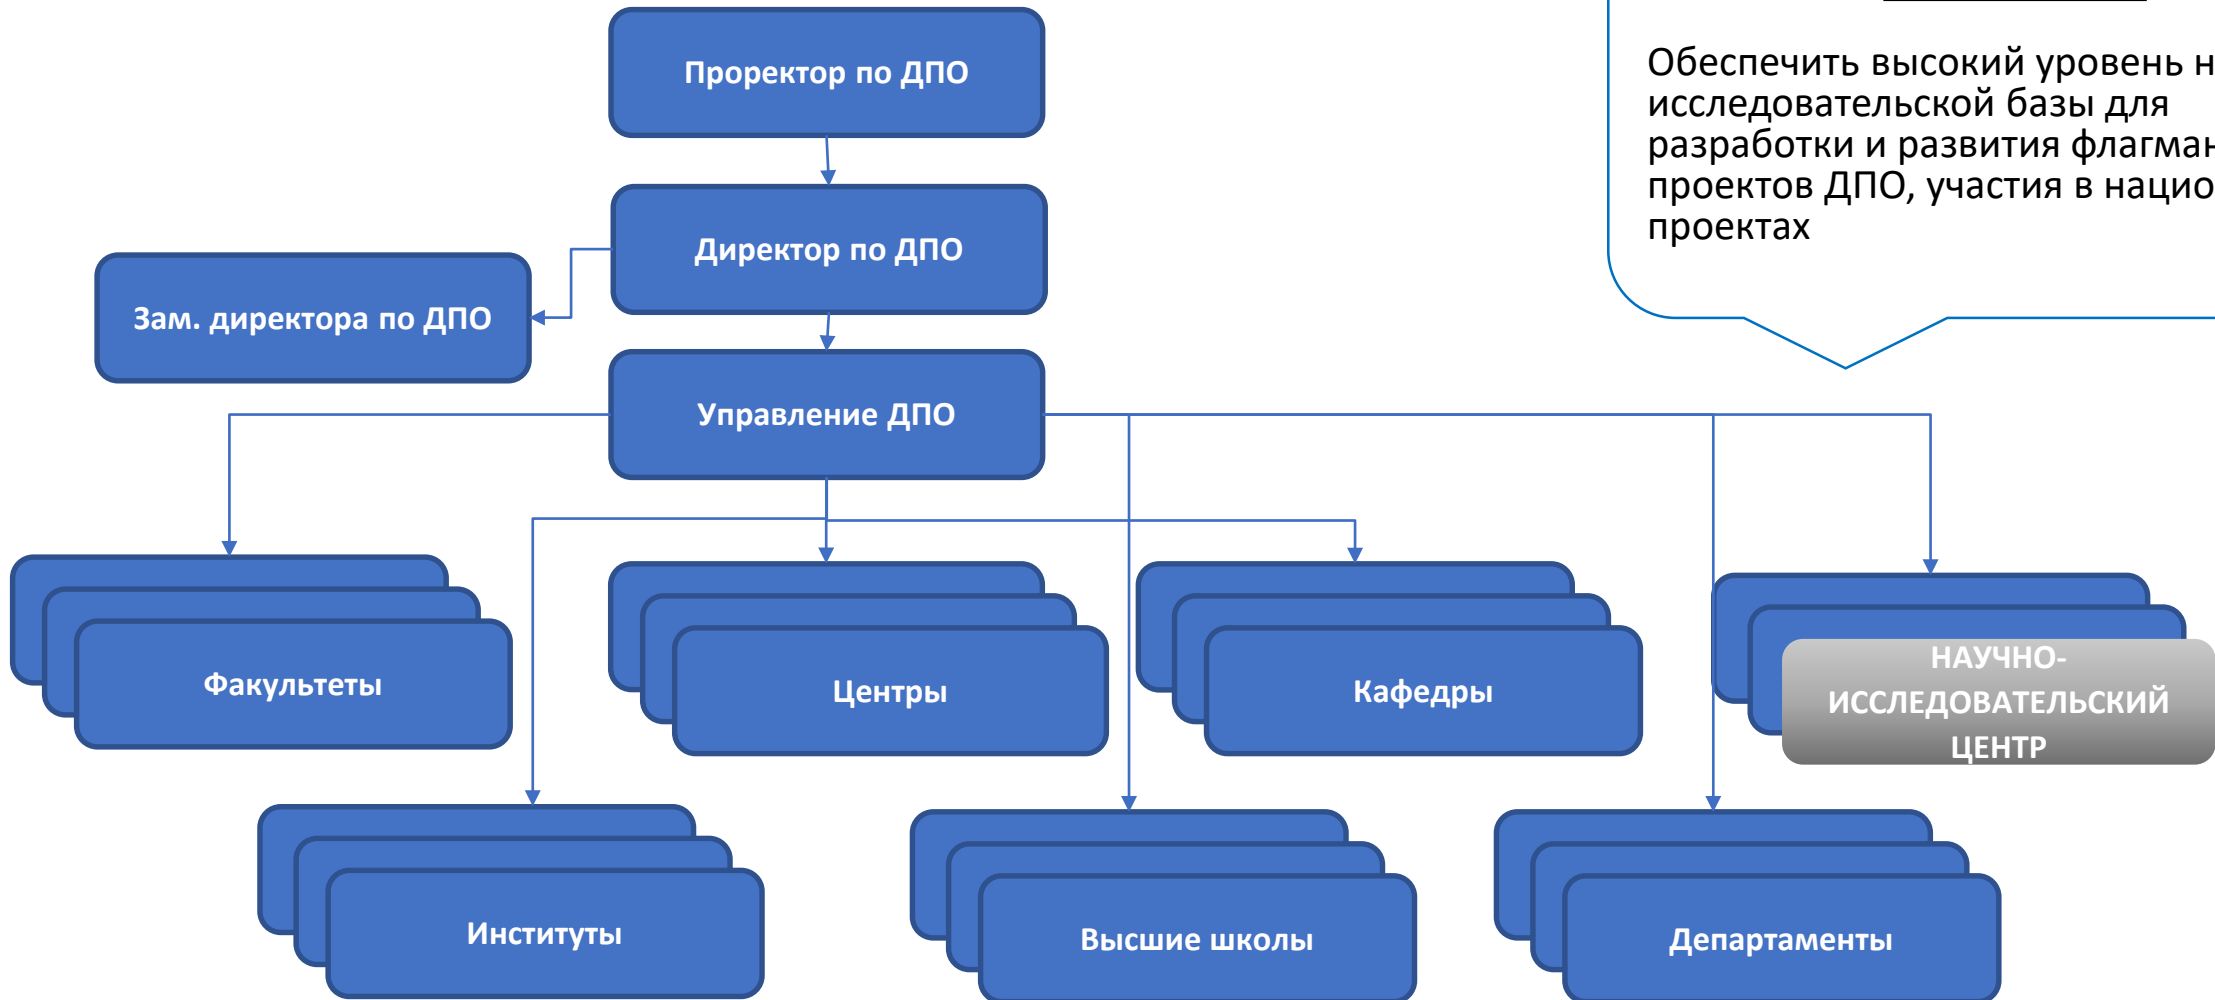 Проректор по ДПО
Обеспечить высокий уровень н
исследовательской базы для
разработки и развития флагман
проектов ДПО, участия в нацио
проектах
Директор по ДПО
Зам. директора по ДПО
Управление ДПО
Факультеты
Центры
Кафедры
НАУЧНО-
ИССЛЕДОВАТЕЛЬСКИЙ
ЦЕНТР
Институты
Высшие школы
Департаменты